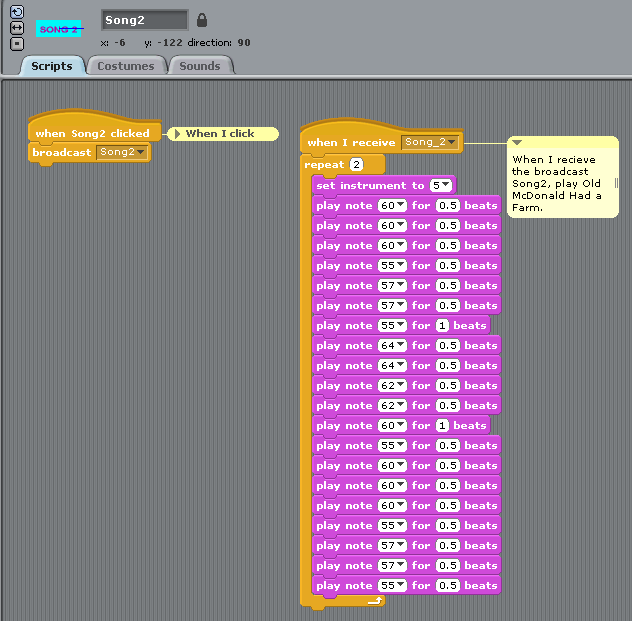 SONG 2
Song2
x: -6 y: -122 direction: 90
Scripts Costumes Sounds
when Song2 clicked
When I click
broadcast Song2
when I receive Song_2
When I recieve
the broadcast
Song2, play Old
McDonald Had a
Farm.
repeat 2
set instrument to 5
play note 60 for 0.5 beats
play note 60 for 0.5 beats
play note 60 for 0.5 beats
play note 55 for 0.5 beats
play note 57 for 0.5 beats
play note 57 for 0.5 beats
play note 55 for 1 beats
play note 64 for 0.5 beats
play note 64 for 0.5 beats
play note 62 for 0.5 beats
play note 62 for 0.5 beats
play note 60 for 1 beats
play note 55 for 0.5 beats
play note 60 for 0.5 beats
play note 60 for 0.5 beats
play note 60 for 0.5 beats
play note 55 for 0.5 beats
play note 57 for 0.5 beats
play note 57 for 0.5 beats
play note 55 for 0.5 beats